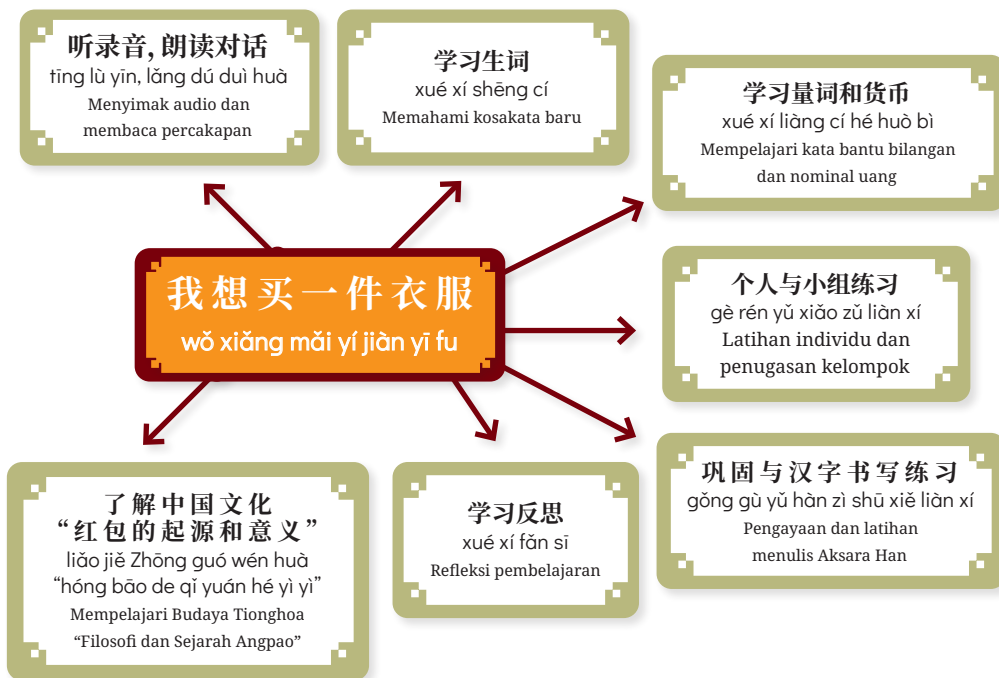 听录音, 朗读对话
tīng lù yīn, lǎng dú duì huà
Menyimak audio dan
membaca percakapan
学习生词
xué xí shēng cí
Memahami kosakata baru
学习量词和货币
xué xí liàng cí hé huò bì
Mempelajari kata bantu bilangan
dan nominal uang
我想买一件衣服
wǒ xiǎng mǎi yí jiàn yī fu
个人与小组练习
gè rén yǔ xiǎo zǔ liàn xí
Latihan individu dan
penugasan kelompok
了解中国文化
“红包的起源和意义”
liǎo jiě Zhōng guó wén huà
“hóng bāo de qǐ yuán hé yì yì”
Mempelajari Budaya Tionghoa
“Filosofi dan Sejarah Angpao”
学习反思
xué xí fǎn sī
Refleksi pembelajaran
巩固与汉字书写练习
gǒng gù yǔ hàn zì shū xiě liàn xí
Pengayaan dan latihan
menulis Aksara Han